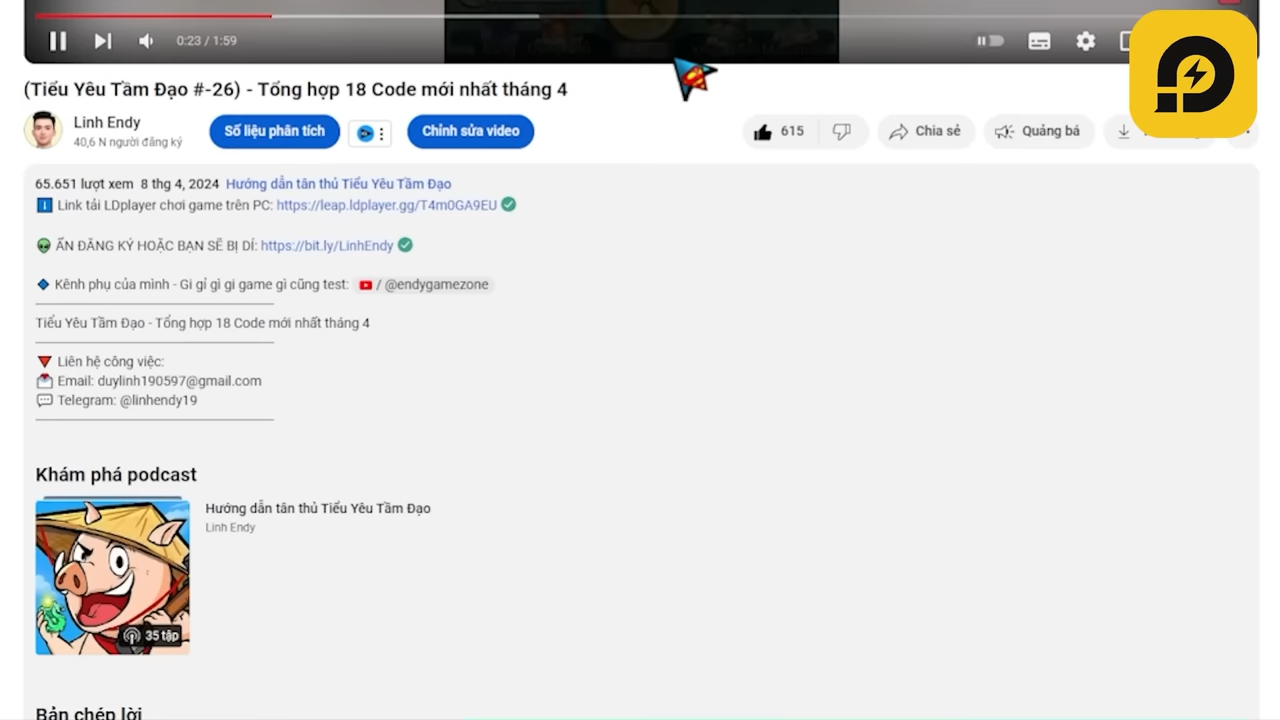 0:23 / 1:59
(Tiểu Yêu Tầm Đạo #-26) - Tổng hợp 18 Code mới nhất tháng 4
Linh Endy
40,6 N người đăng ký
Số liệu phân tích
Chỉnh sửa video
615
Chia sẻ
Quảng bá
65.651 lượt xem 8 thg 4, 2024 Hướng dẫn tân thủ Tiểu Yêu Tầm Đạo
Link tải LDplayer chơi game trên PC: https://leap.ldplayer.gg/T4m0GA9EU
ẤN ĐĂNG KÝ HOẶC BẠN SẼ BỊ DÍ: https://bit.ly/LinhEndy
Kênh phụ của mình - Gi gỉ gì gi game gì cũng test: / @endygamezone
Tiểu Yêu Tầm Đạo - Tổng hợp 18 Code mới nhất tháng 4
Liên hệ công việc:
Email: duylinh190597@gmail.com
Telegram: @linhendy19
Khám phá podcast
Hướng dẫn tân thủ Tiểu Yêu Tầm Đạo
Linh Endy
35 tập
Bản chép lời